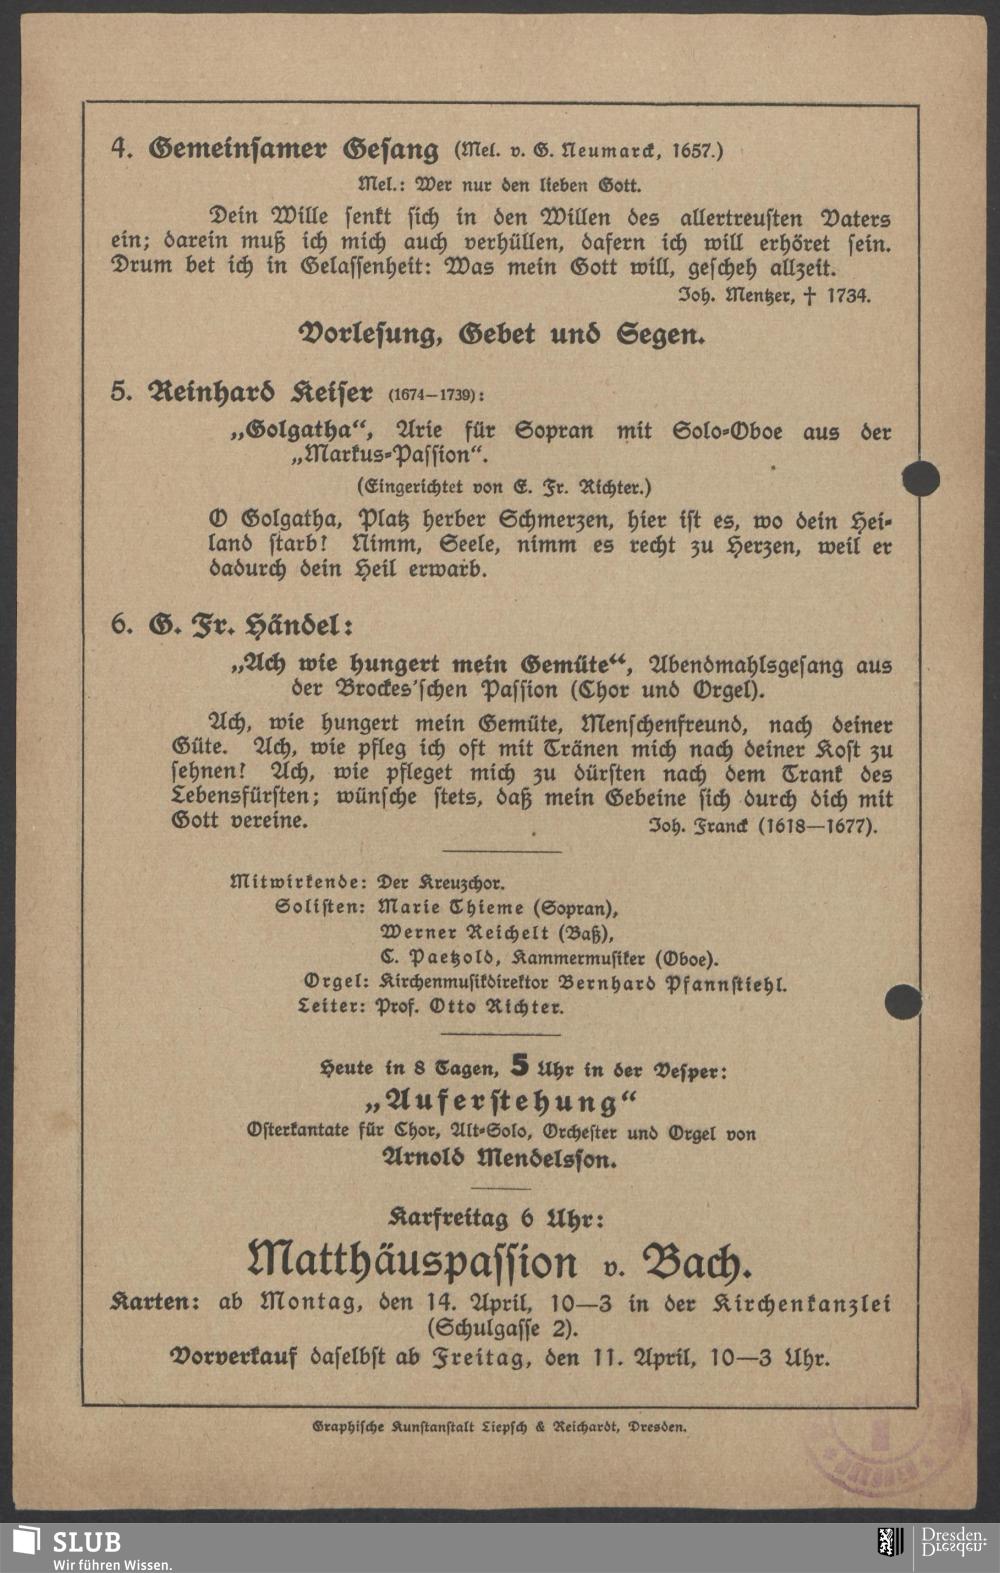 4. Gemeinsamer Gesang (Mel. v. G. Neumarck, 1657.)
Mel.: Wer nur den lieben Gott.
Dein Wille senkt sich in den Willen des allertreusten Vaters
ein; darein muß ich mich auch verhüllen, dafern ich will erhöret sein.
Drum bet ich in Gelassenheit: Was mein Gott will, gescheh allzeit.
Joh. Mentzer, † 1734.
Vorlesung, Gebet und Segen.
5. Reinhard Keiser (1674–1739):
„Golgatha“, Arie für Sopran mit Solo-Oboe aus der
„Markus-Passion“.
(Eingerichtet von E. Fr. Richter.)
O Golgatha, Platz herber Schmerzen, hier ist es, wo dein Hei-
land starb! Nimm, Seele, nimm es recht zu Herzen, weil er
dadurch dein Heil erwarb.
6. G. Fr. Händel:
„Ach wie hungert mein Gemüte“, Abendmahlsgesang aus
der Brockes'schen Passion (Chor und Orgel).
Ach, wie hungert mein Gemüte, Menschenfreund, nach deiner
Güte. Ach, wie pfleg ich oft mit Tränen mich nach deiner Kost zu
sehnen! Ach, wie pfleget mich zu dürsten nach dem Trank des
Lebensfürsten; wünsche stets, daß mein Gebeine sich durch dich mit
Gott vereine. Joh. Franck (1618—1677).
Mitwirkende: Der Kreuzchor.
Solisten: Marie Thieme (Sopran),
Werner Reichelt (Baß),
C. Paetzold, Kammermusiker (Oboe).
Orgel: Kirchenmusikdirektor Bernhard Pfannstiehl.
Leiter: Prof. Otto Richter.
Heute in 8 Tagen, 5 Uhr in der Vesper:
„Auferstehung“
Osterkantate für Chor, Alt-Solo, Orchester und Orgel von
Arnold Mendelsson.
Karfreitag 6 Uhr:
Matthäuspassion v. Bach.
Karten: ab Montag, den 14. April, 10—3 in der Kirchenkanzlei
(Schulgasse 2).
Vorverkauf daselbst ab Freitag, den 11. April, 10—3 Uhr.
Graphische Kunstanstalt Liepsch & Reichardt, Dresden.
SLUB
Wir führen Wissen.
Dresden.